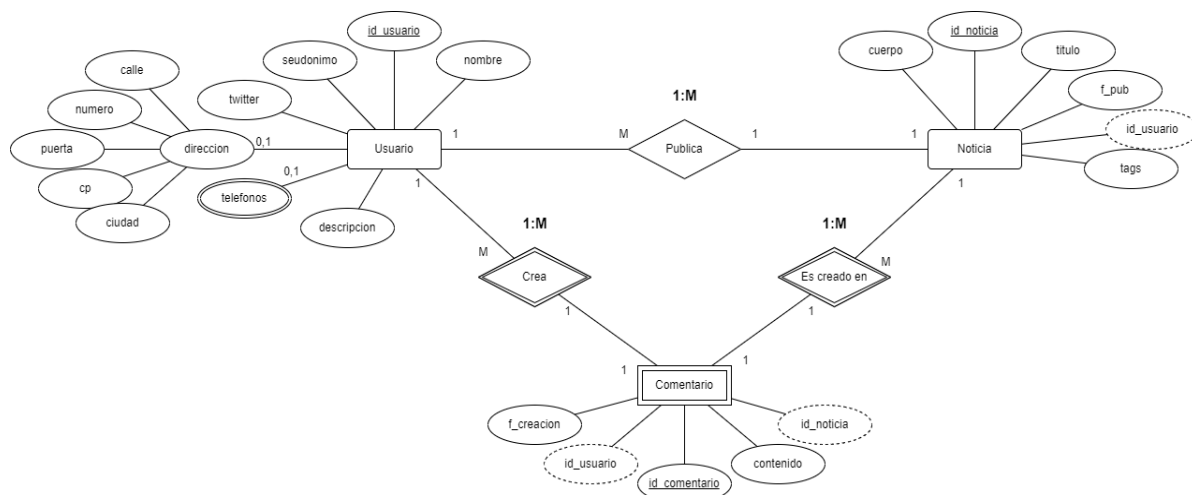 id_usuario
id_noticia
seudonimo
nombre
cuerpo
titulo
calle
twitter
1:M
f_pub
numero
0,1
1
M
1
1
id_usuario
puerta
direccion
Usuario
Publica
Noticia
cp
0,1
1
1
tags
telefonos
ciudad
descripcion
1:M
1:M
M
M
Crea
Es creado en
1
1
1
1
Comentario
f_creacion
id_noticia
id_usuario
contenido
id_comentario